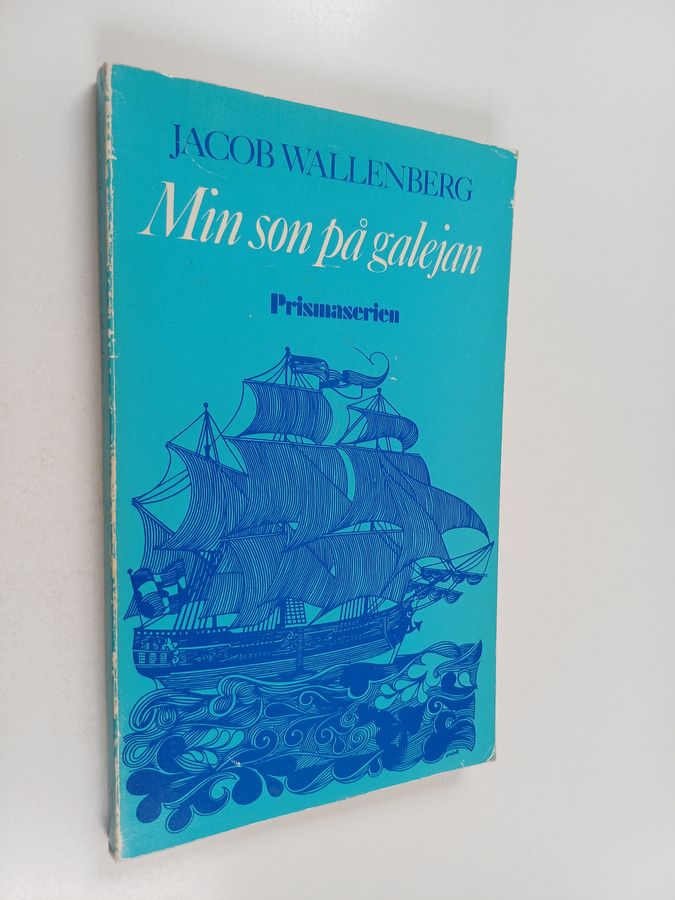 JACOB WALLENBERG
Min son på galejan
Prismaserien